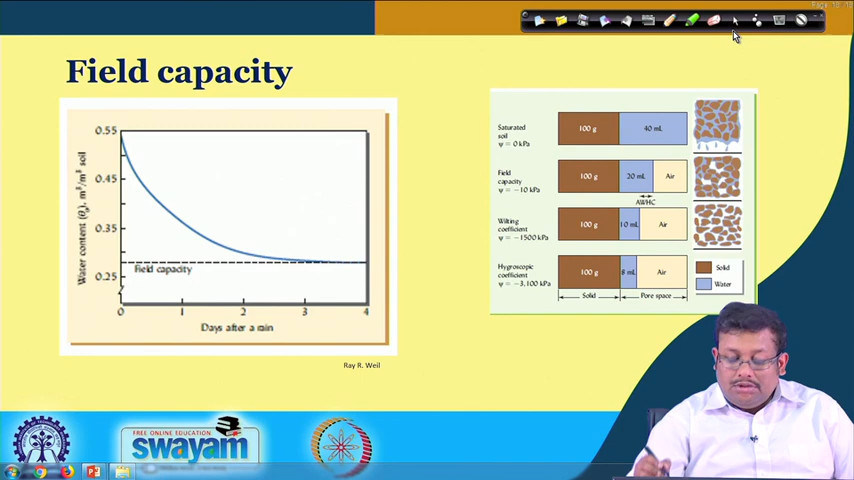 Field capacity
0.55
0.45
0.35
0.25
Water content (θ), m³/m³ soil
Field capacity
0 1 2 3 4
Days after a rain
Ray R. Weil
Saturated
soil
ψ = 0 kPa
100 g
40 mL
Field
capacity
ψ = −10 kPa
100 g
20 mL
Air
AWHC
Wilting
coefficient
ψ = −1500 kPa
100 g
10 mL
Air
Hygroscopic
coefficient
ψ = −3,100 kPa
100 g
8 mL
Air
Solid
Pore space
Solid
Water
FREE ONLINE EDUCATION
swayam